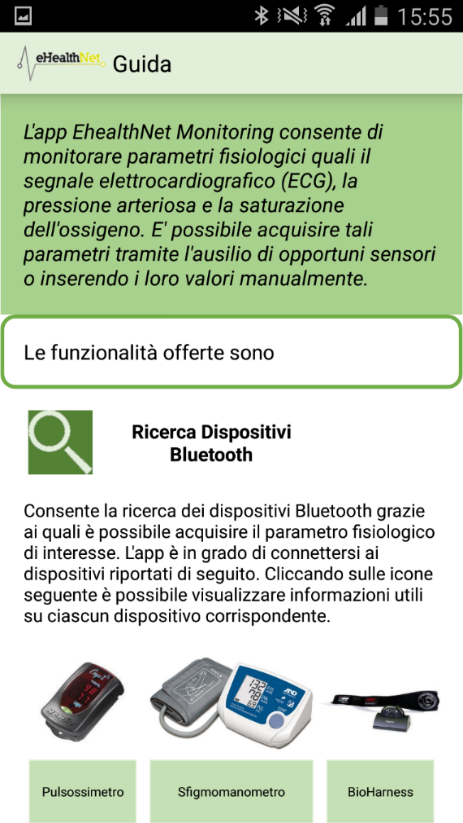 15:55
eHealthNet Guida
L'app EhealthNet Monitoring consente di
monitorare parametri fisiologici quali il
segnale elettrocardiografico (ECG), la
pressione arteriosa e la saturazione
dell'ossigeno. E' possibile acquisire tali
parametri tramite l'ausilio di opportuni sensori
o inserendo i loro valori manualmente.
Le funzionalità offerte sono
Ricerca Dispositivi
Bluetooth
Consente la ricerca dei dispositivi Bluetooth grazie
ai quali è possibile acquisire il parametro fisiologico
di interesse. L'app è in grado di connettersi ai
dispositivi riportati di seguito. Cliccando sulle icone
seguente è possibile visualizzare informazioni utili
su ciascun dispositivo corrispondente.
AND
Pulsossimetro Sfigmomanometro BioHarness